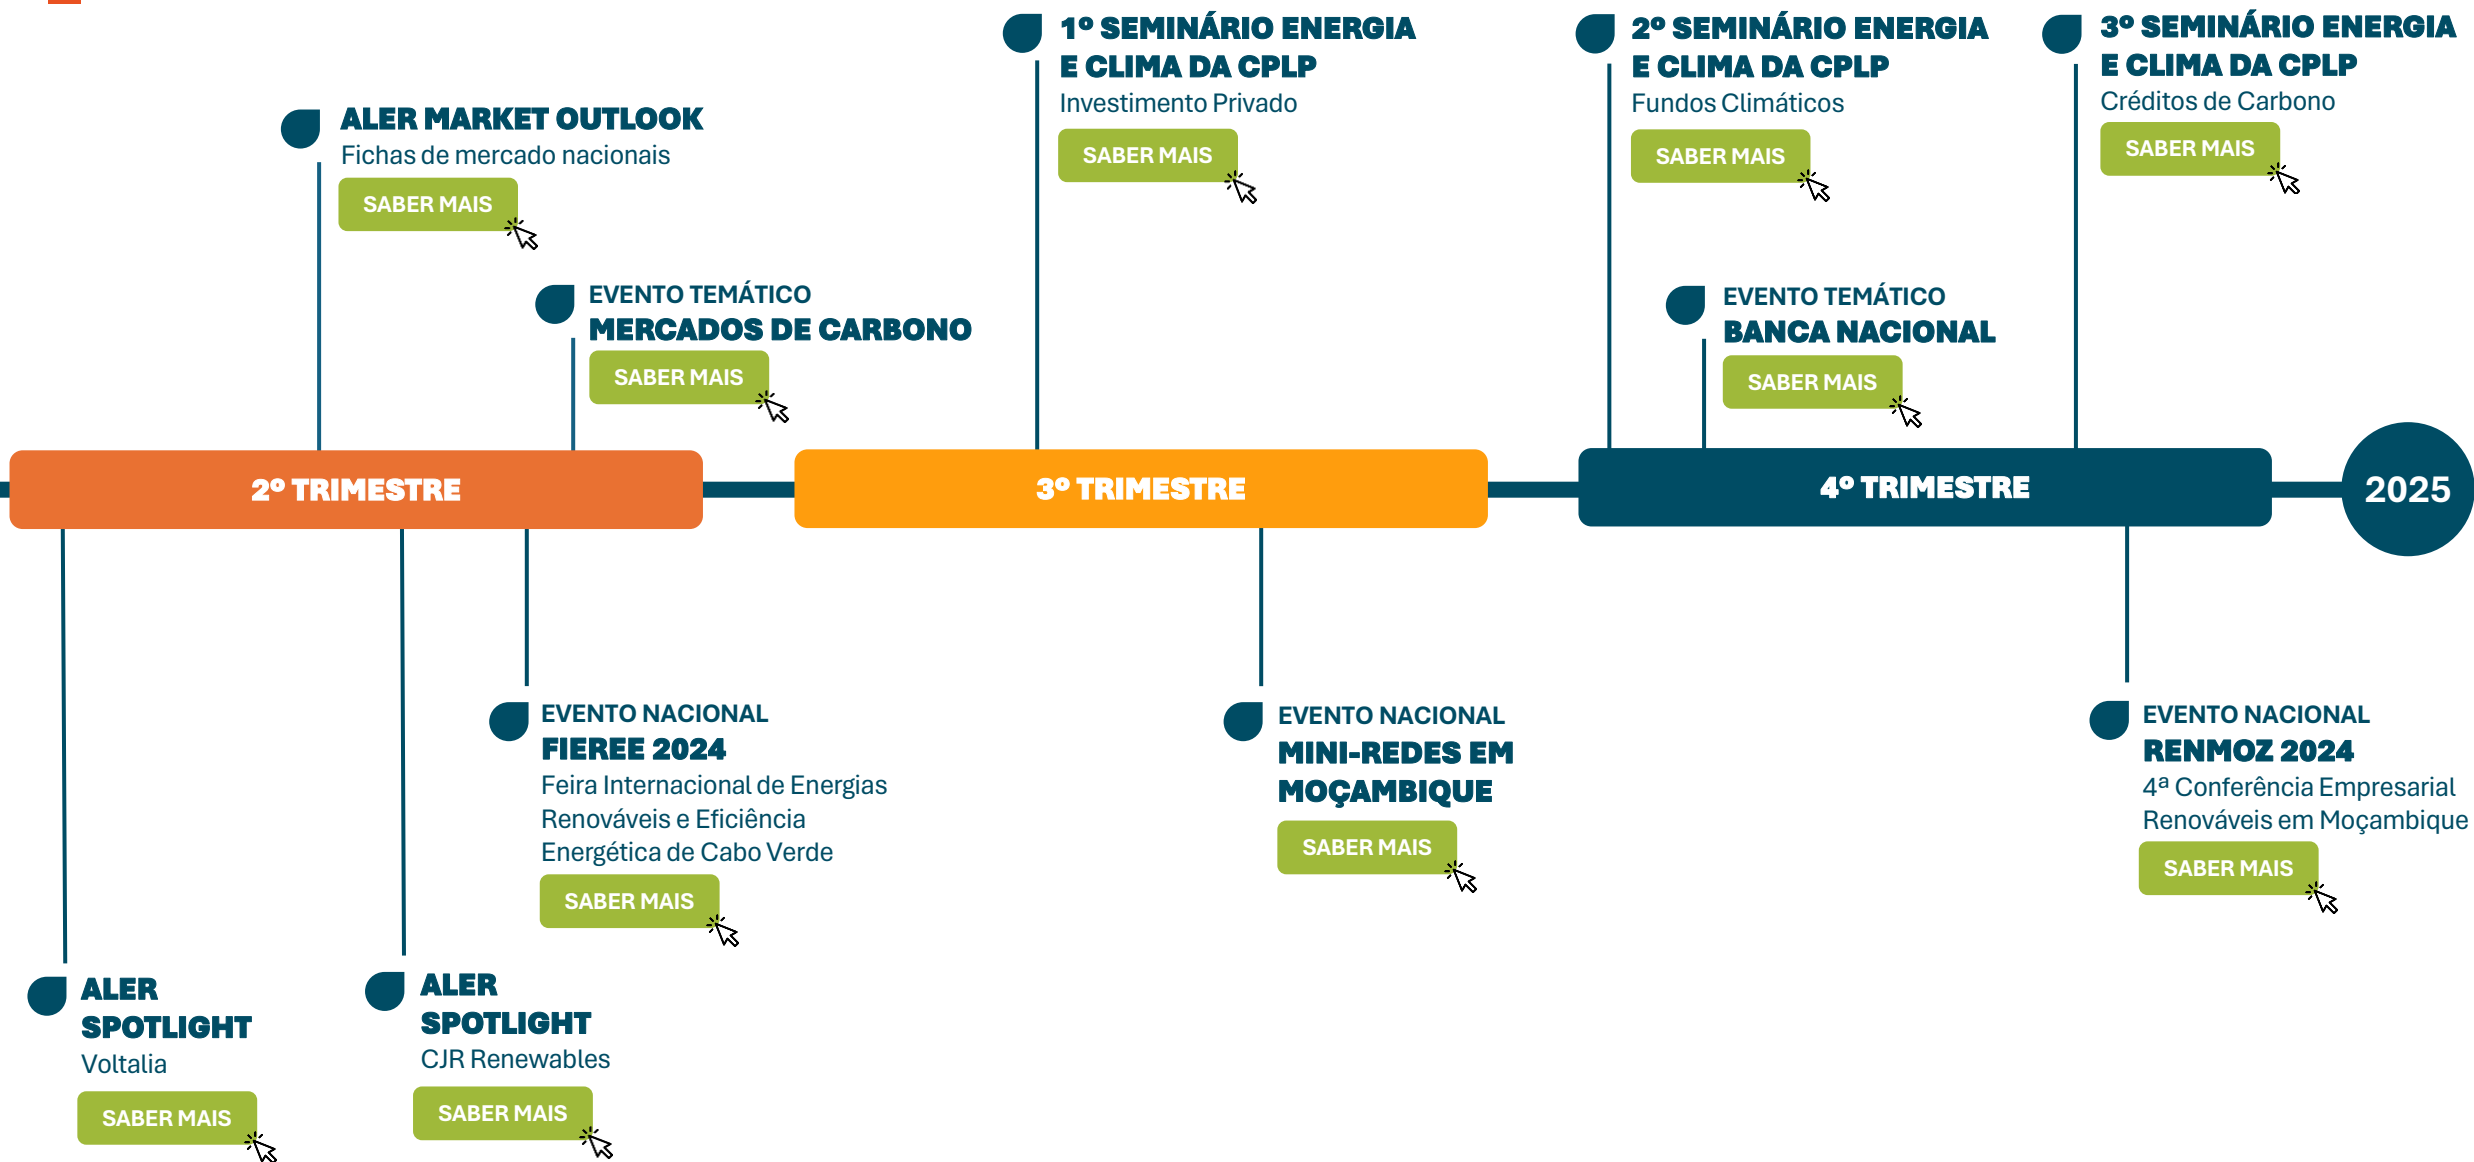 1º SEMINÁRIO ENERGIA
E CLIMA DA CPLP
Investimento Privado
SABER MAIS
2º SEMINÁRIO ENERGIA
E CLIMA DA CPLP
Fundos Climáticos
SABER MAIS
3º SEMINÁRIO ENERGIA
E CLIMA DA CPLP
Créditos de Carbono
SABER MAIS
ALER MARKET OUTLOOK
Fichas de mercado nacionais
SABER MAIS
EVENTO TEMÁTICO
MERCADOS DE CARBONO
SABER MAIS
EVENTO TEMÁTICO
BANCA NACIONAL
SABER MAIS
2º TRIMESTRE
3º TRIMESTRE
4º TRIMESTRE
2025
EVENTO NACIONAL
FIEREE 2024
Feira Internacional de Energias
Renováveis e Eficiência
Energética de Cabo Verde
SABER MAIS
EVENTO NACIONAL
MINI-REDES EM
MOÇAMBIQUE
SABER MAIS
EVENTO NACIONAL
RENMOZ 2024
4ª Conferência Empresarial
Renováveis em Moçambique
SABER MAIS
ALER
SPOTLIGHT
Voltalia
SABER MAIS
ALER
SPOTLIGHT
CJR Renewables
SABER MAIS